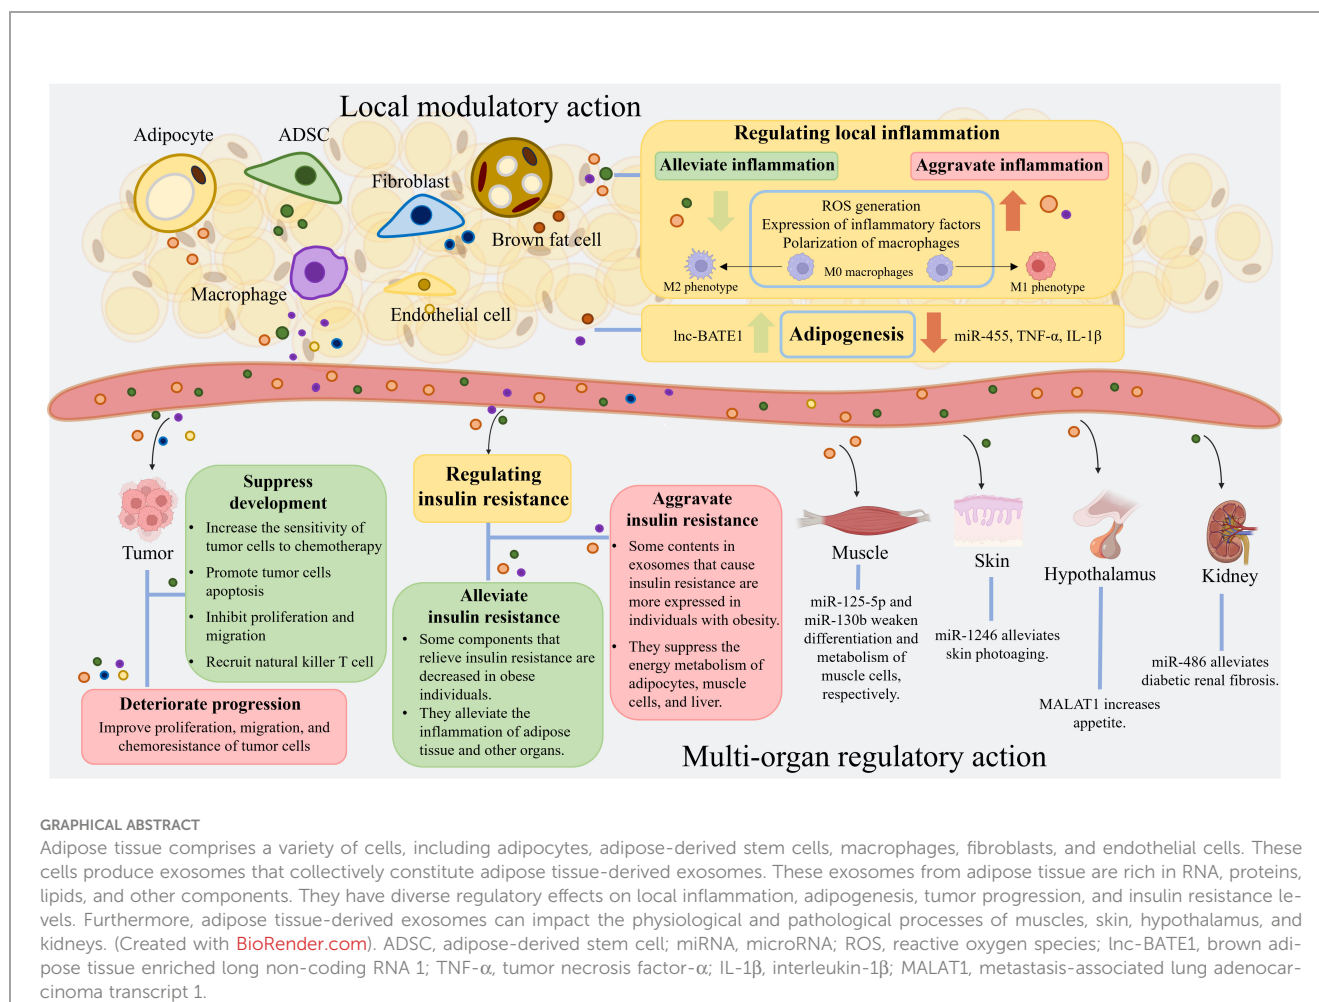 Local modulatory action
Adipocyte
ADSC
Fibroblast
Brown fat cell
Macrophage
Endothelial cell
Regulating local inflammation
Alleviate inflammation
Aggravate inflammation
ROS generation
Expression of inflammatory factors
Polarization of macrophages
M0 macrophages
M2 phenotype
M1 phenotype
lnc-BATE1
Adipogenesis
miR-455, TNF-α, IL-1β
Tumor
Suppress
development
• Increase the sensitivity of
tumor cells to chemotherapy
• Promote tumor cells
apoptosis
• Inhibit proliferation and
migration
• Recruit natural killer T cell
Deteriorate progression
Improve proliferation, migration, and
chemoresistance of tumor cells
Regulating
insulin resistance
Alleviate
insulin resistance
• Some components that
relieve insulin resistance are
decreased in obese
individuals.
• They alleviate the
inflammation of adipose
tissue and other organs.
Aggravate
insulin resistance
• Some contents in
exosomes that cause
insulin resistance are
more expressed in
individuals with obesity.
• They suppress the
energy metabolism of
adipocytes, muscle
cells, and liver.
Muscle
miR-125-5p and
miR-130b weaken
differentiation and
metabolism of
muscle cells,
respectively.
Skin
miR-1246 alleviates
skin photoaging.
Hypothalamus
MALAT1 increases
appetite.
Kidney
miR-486 alleviates
diabetic renal fibrosis.
Multi-organ regulatory action
GRAPHICAL ABSTRACT
Adipose tissue comprises a variety of cells, including adipocytes, adipose-derived stem cells, macrophages, fibroblasts, and endothelial cells. These
cells produce exosomes that collectively constitute adipose tissue-derived exosomes. These exosomes from adipose tissue are rich in RNA, proteins,
lipids, and other components. They have diverse regulatory effects on local inflammation, adipogenesis, tumor progression, and insulin resistance le-
vels. Furthermore, adipose tissue-derived exosomes can impact the physiological and pathological processes of muscles, skin, hypothalamus, and
kidneys. (Created with BioRender.com). ADSC, adipose-derived stem cell; miRNA, microRNA; ROS, reactive oxygen species; lnc-BATE1, brown adi-
pose tissue enriched long non-coding RNA 1; TNF-α, tumor necrosis factor-α; IL-1β, interleukin-1β; MALAT1, metastasis-associated lung adenocar-
cinoma transcript 1.